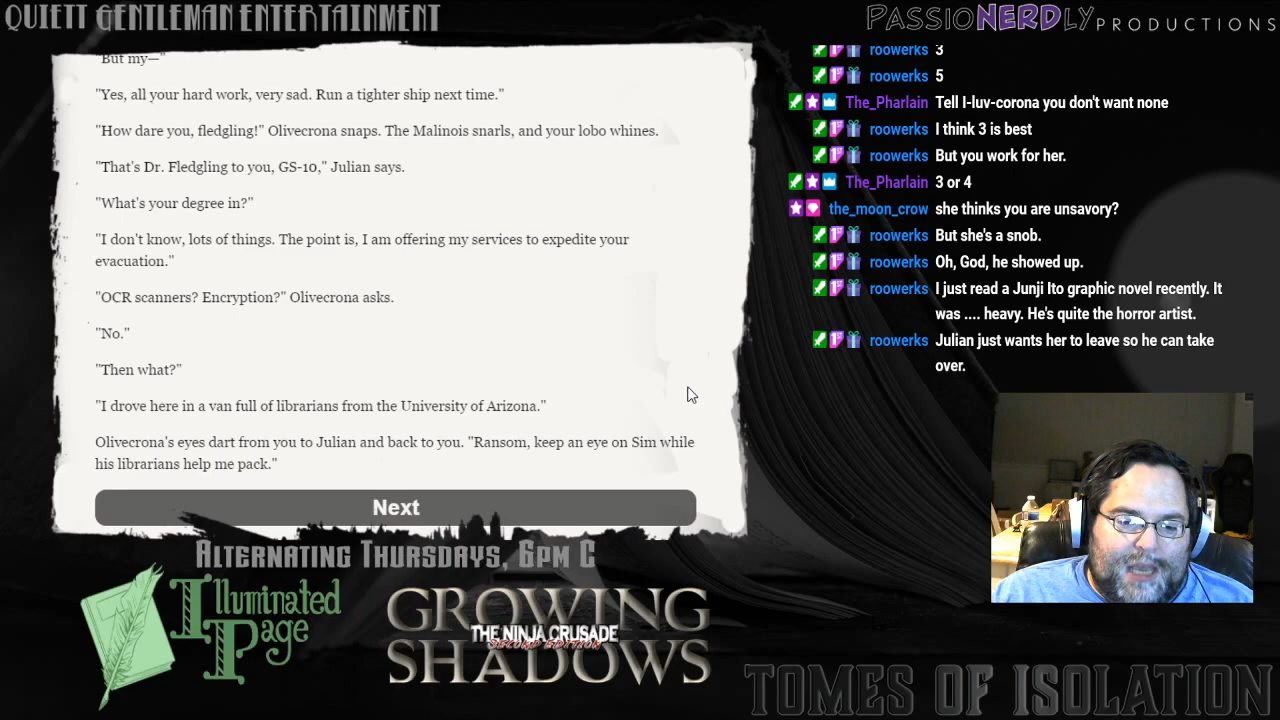 QUIETT GENTLEMAN ENTERTAINMENT
PASSIONERDLY PRODUCTIONS
"But my—"
"Yes, all your hard work, very sad. Run a tighter ship next time."
"How dare you, fledgling!" Olivecrona snaps. The Malinois snarls, and your lobo whines.
"That's Dr. Fledgling to you, GS-10," Julian says.
"What's your degree in?"
"I don't know, lots of things. The point is, I am offering my services to expedite your
evacuation."
"OCR scanners? Encryption?" Olivecrona asks.
"No."
"Then what?"
"I drove here in a van full of librarians from the University of Arizona."
Olivecrona's eyes dart from you to Julian and back to you. "Ransom, keep an eye on Sim while
his librarians help me pack."
Next
roowerks 3
roowerks 5
The_Pharlain Tell I-luv-corona you don't want none
roowerks I think 3 is best
roowerks But you work for her.
The_Pharlain 3 or 4
the_moon_crow she thinks you are unsavory?
roowerks But she's a snob.
roowerks Oh, God, he showed up.
roowerks I just read a Junji Ito graphic novel recently. It
was .... heavy. He's quite the horror artist.
roowerks Julian just wants her to leave so he can take
over.
ALTERNATING THURSDAYS, 6PM C
Illuminated
Page
GROWING
THE NINJA CRUSADE
SECOND EDITION
SHADOWS
TOMES OF ISOLATION